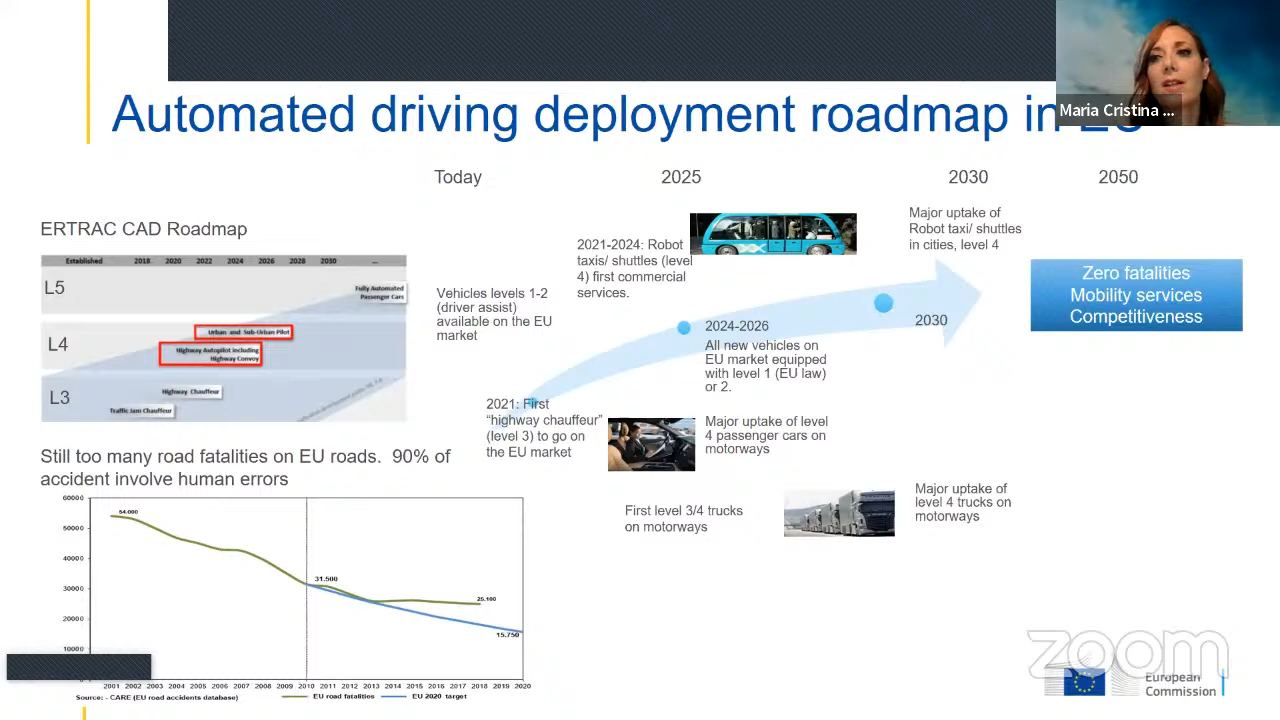 Automated driving deployment roadmap in EU
Maria Cristina ...
Today
2025
2030
2050
ERTRAC CAD Roadmap
Established 2018 2020 2022 2024 2026 2028 2030 ...
L5
Fully Automated
Passenger Cars
L4
Urban and Sub-Urban Pilot
Highway Autopilot including
Highway Convoy
L3
Highway Chauffeur
Traffic Jam Chauffeur
Vehicles levels 1-2
(driver assist)
available on the EU
market
2021-2024: Robot
taxis/ shuttles (level
4) first commercial
services.
Major uptake of
Robot taxi/ shuttles
in cities, level 4
Zero fatalities
Mobility services
Competitiveness
2030
2024-2026
All new vehicles on
EU market equipped
with level 1 (EU law)
or 2.
2021: First
“highway chauffeur”
(level 3) to go on
the EU market
Major uptake of level
4 passenger cars on
motorways
First level 3/4 trucks
on motorways
Major uptake of
level 4 trucks on
motorways
Still too many road fatalities on EU roads. 90% of
accident involve human errors
60000
50000
40000
30000
20000
10000
54.000
31.500
25.100
15.750
2001 2002 2003 2004 2005 2006 2007 2008 2009 2010 2011 2012 2013 2014 2015 2016 2017 2018 2019 2020
Source: - CARE (EU road accidents database)
EU road fatalities
EU 2020 target
zoom
European
Commission